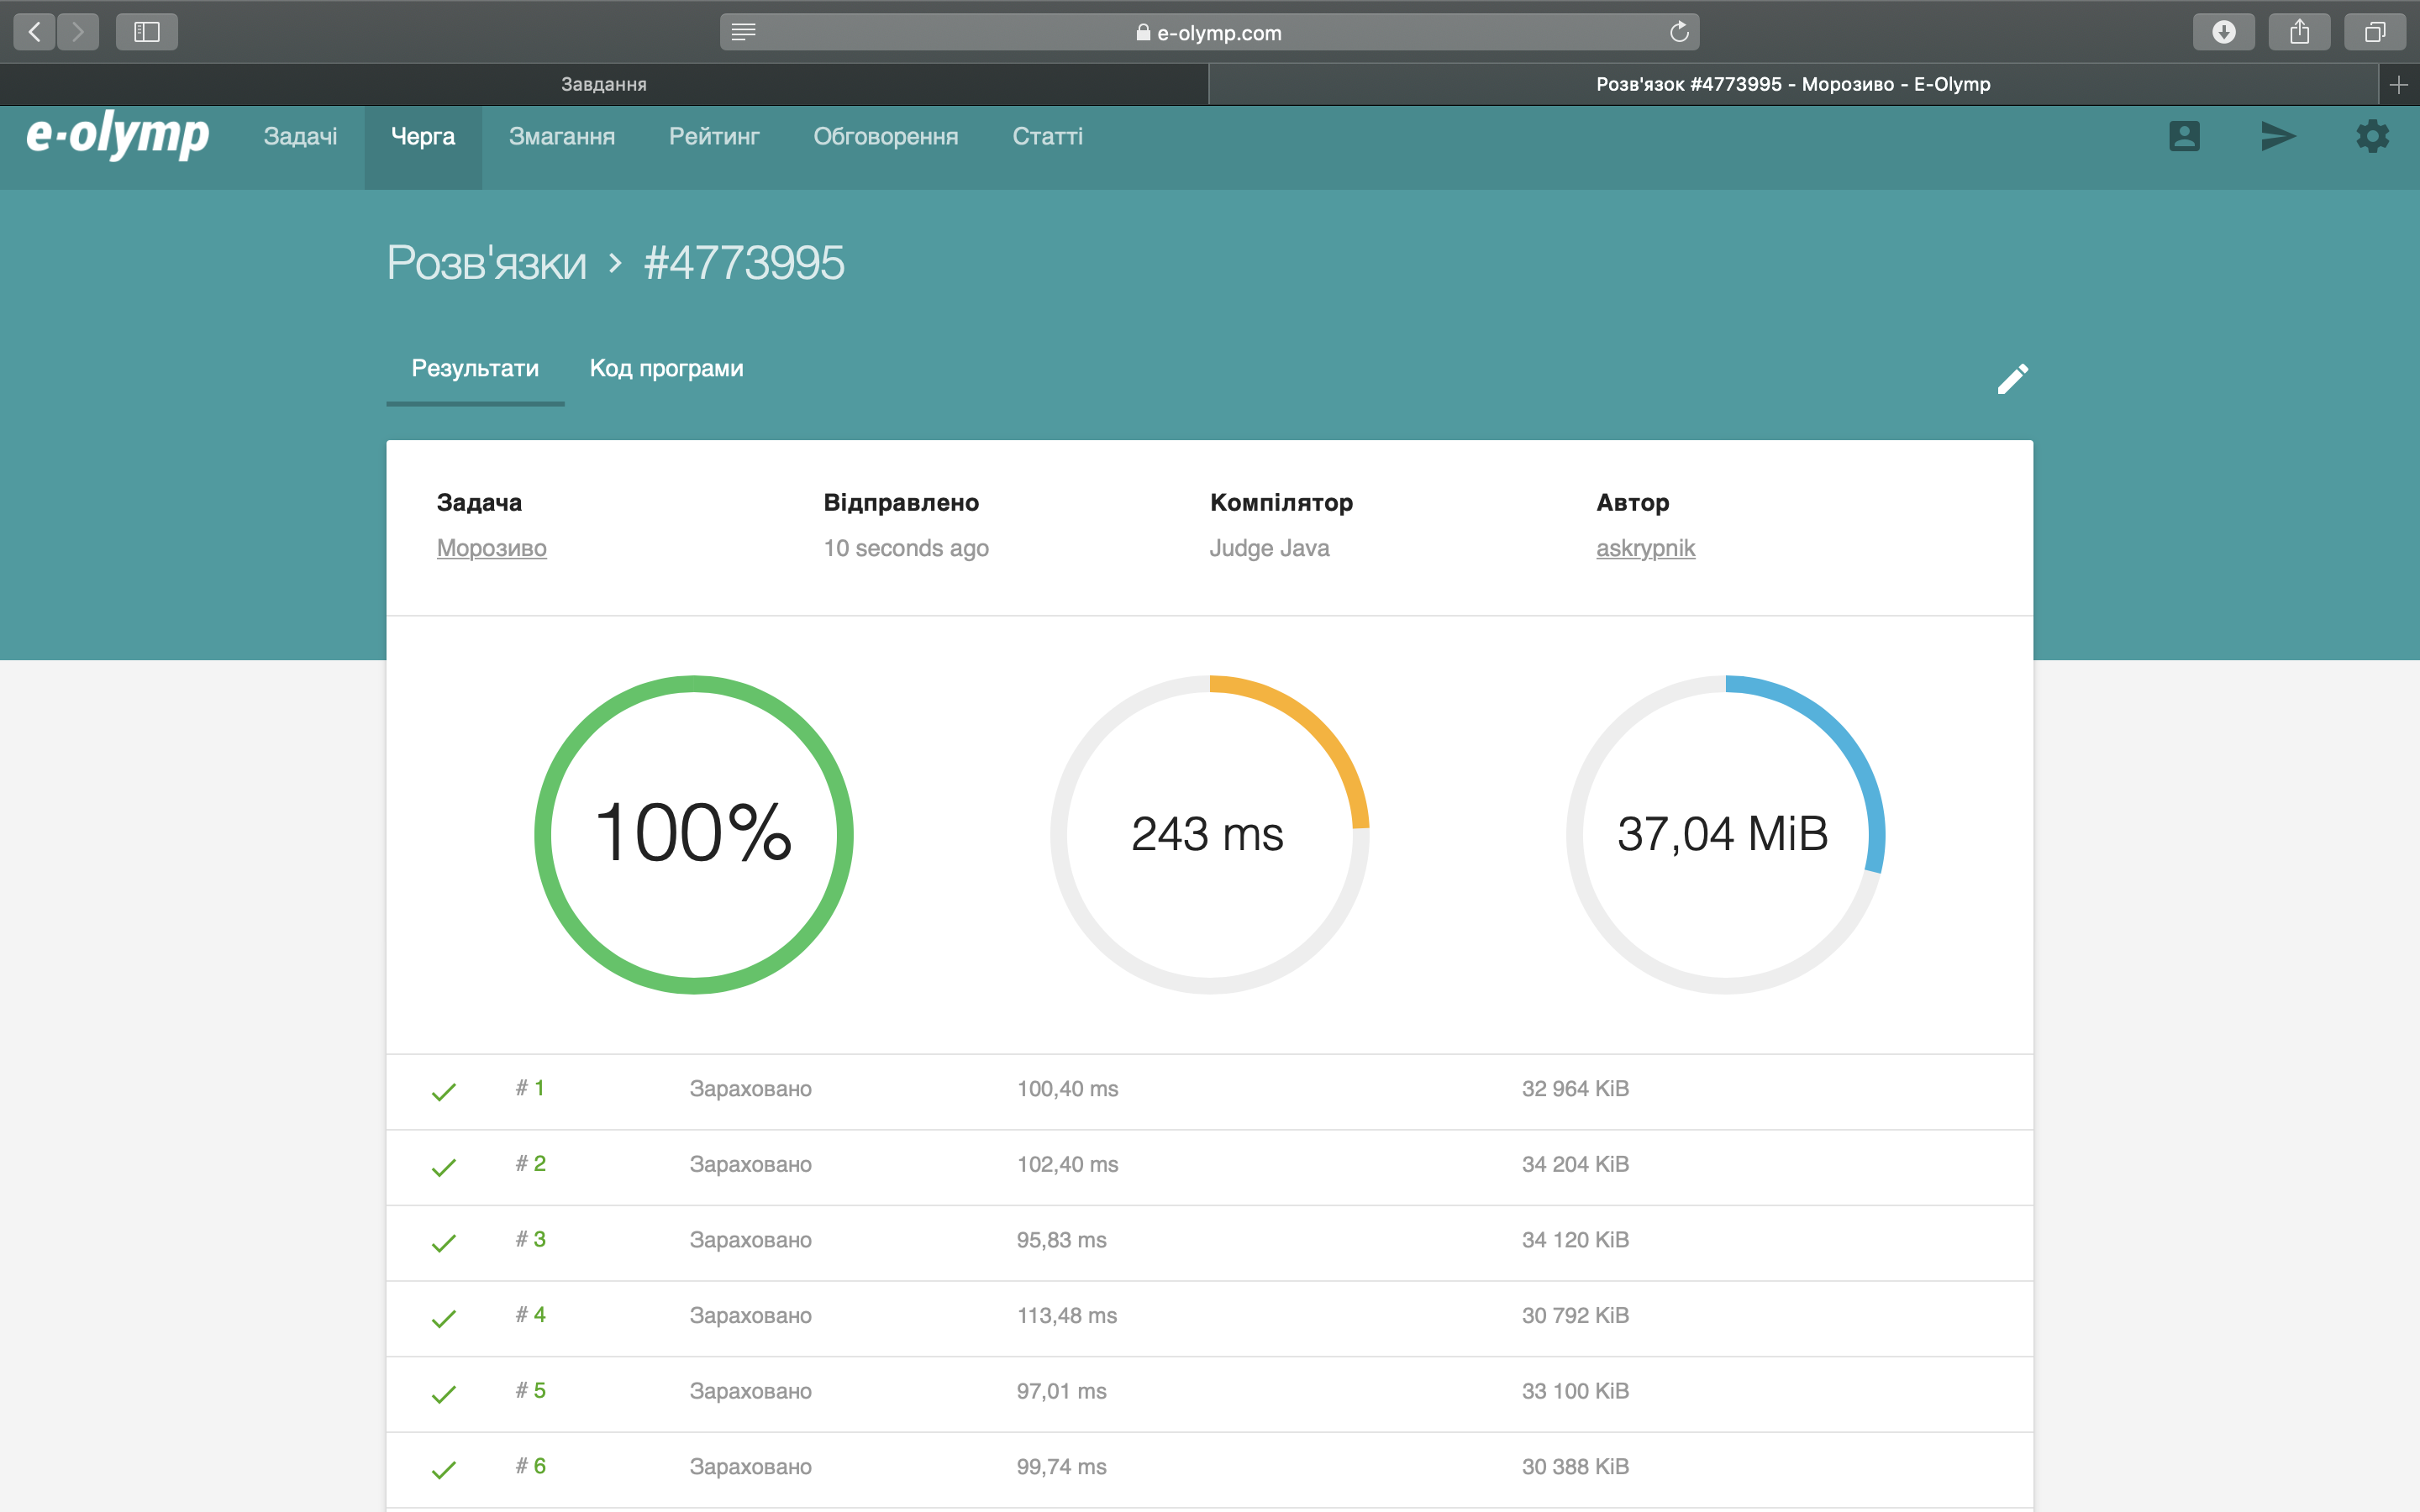 e-olymp.com
Завдання
Розв'язок #4773995 - Морозиво - E-Olymp
e-olymp Задачі Черга Змагання Рейтинг Обговорення Статті
Розв'язки › #4773995
Результати Код програми
Задача Відправлено Компілятор Автор
Морозиво 10 seconds ago Judge Java askrypnik
100% 243 ms 37,04 MiB
# 1 Зараховано 100,40 ms 32 964 KiB
# 2 Зараховано 102,40 ms 34 204 KiB
# 3 Зараховано 95,83 ms 34 120 KiB
# 4 Зараховано 113,48 ms 30 792 KiB
# 5 Зараховано 97,01 ms 33 100 KiB
# 6 Зараховано 99,74 ms 30 388 KiB